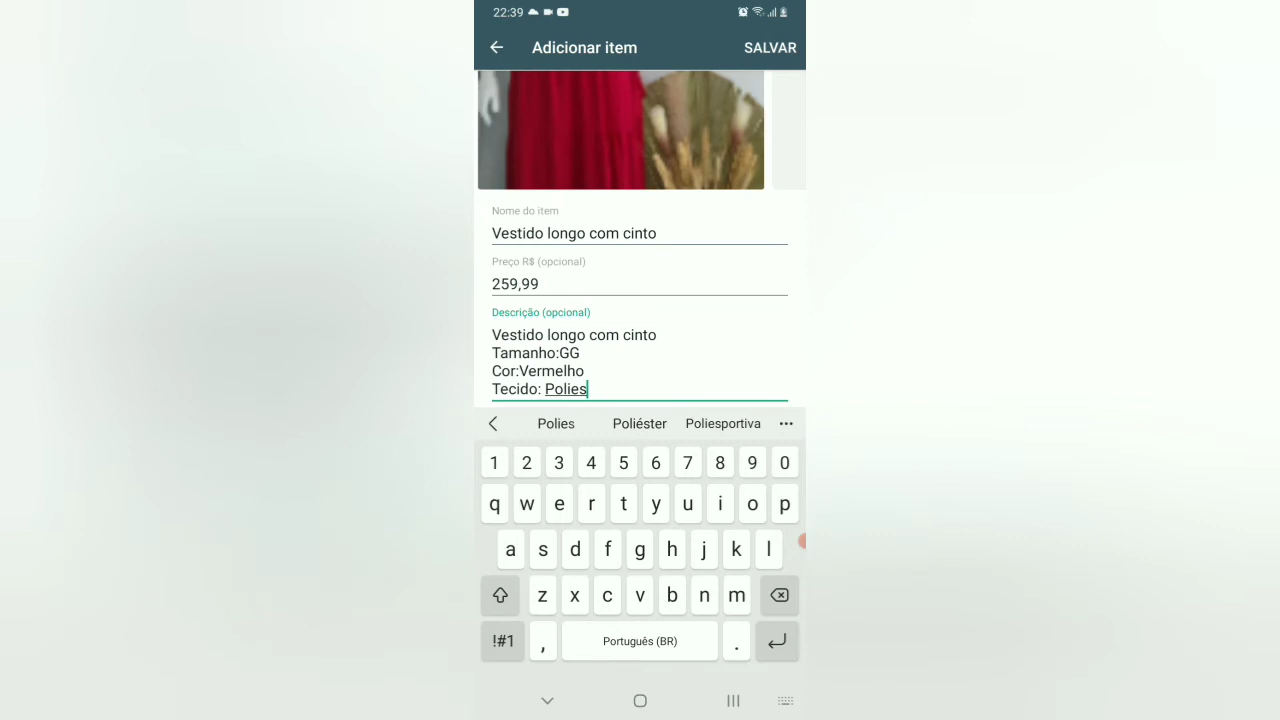 22:39
Adicionar item SALVAR
Nome do item
Vestido longo com cinto
Preço R$ (opcional)
259,99
Descrição (opcional)
Vestido longo com cinto
Tamanho:GG
Cor:Vermelho
Tecido: Polies
Polies Poliéster Poliesportiva
1 2 3 4 5 6 7 8 9 0
q w e r t y u i o p
a s d f g h j k l
z x c v b n m
!#1 , Português (BR) .